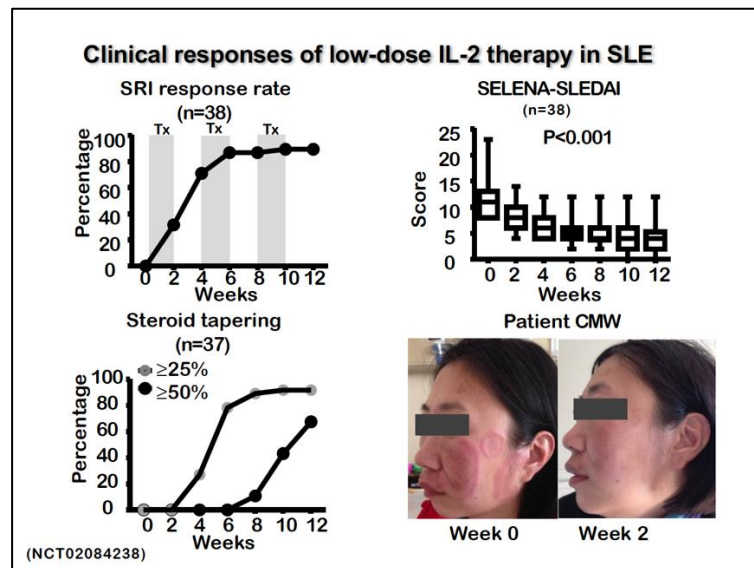 Clinical responses of low-dose IL-2 therapy in SLE
SRI response rate
(n=38)
Tx Tx Tx
Percentage
100
80
60
40
20
0
0 2 4 6 8 10 12
Weeks
SELENA-SLEDAI
(n=38)
P<0.001
Score
25
20
15
10
5
0
0 2 4 6 8 10 12
Weeks
Steroid tapering
(n=37)
≥25%
≥50%
Percentage
100
80
60
40
20
0
0 2 4 6 8 10 12
Weeks
Patient CMW
Week 0 Week 2
(NCT02084238)